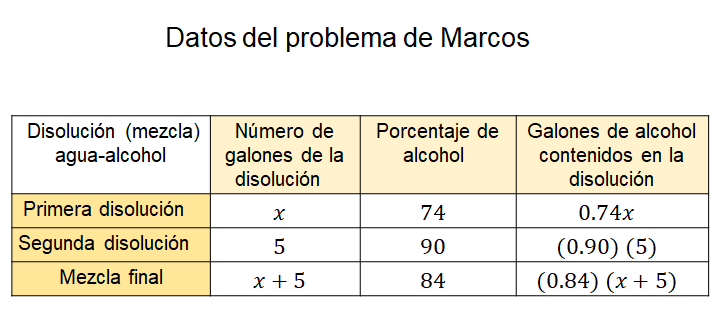 Datos del problema de Marcos
Disolución (mezcla)
agua-alcohol
Número de
galones de la
disolución
Porcentaje de
alcohol
Galones de alcohol
contenidos en la
disolución
Primera disolución
x
74
0.74x
Segunda disolución
5
90
(0.90) (5)
Mezcla final
x + 5
84
(0.84) (x + 5)